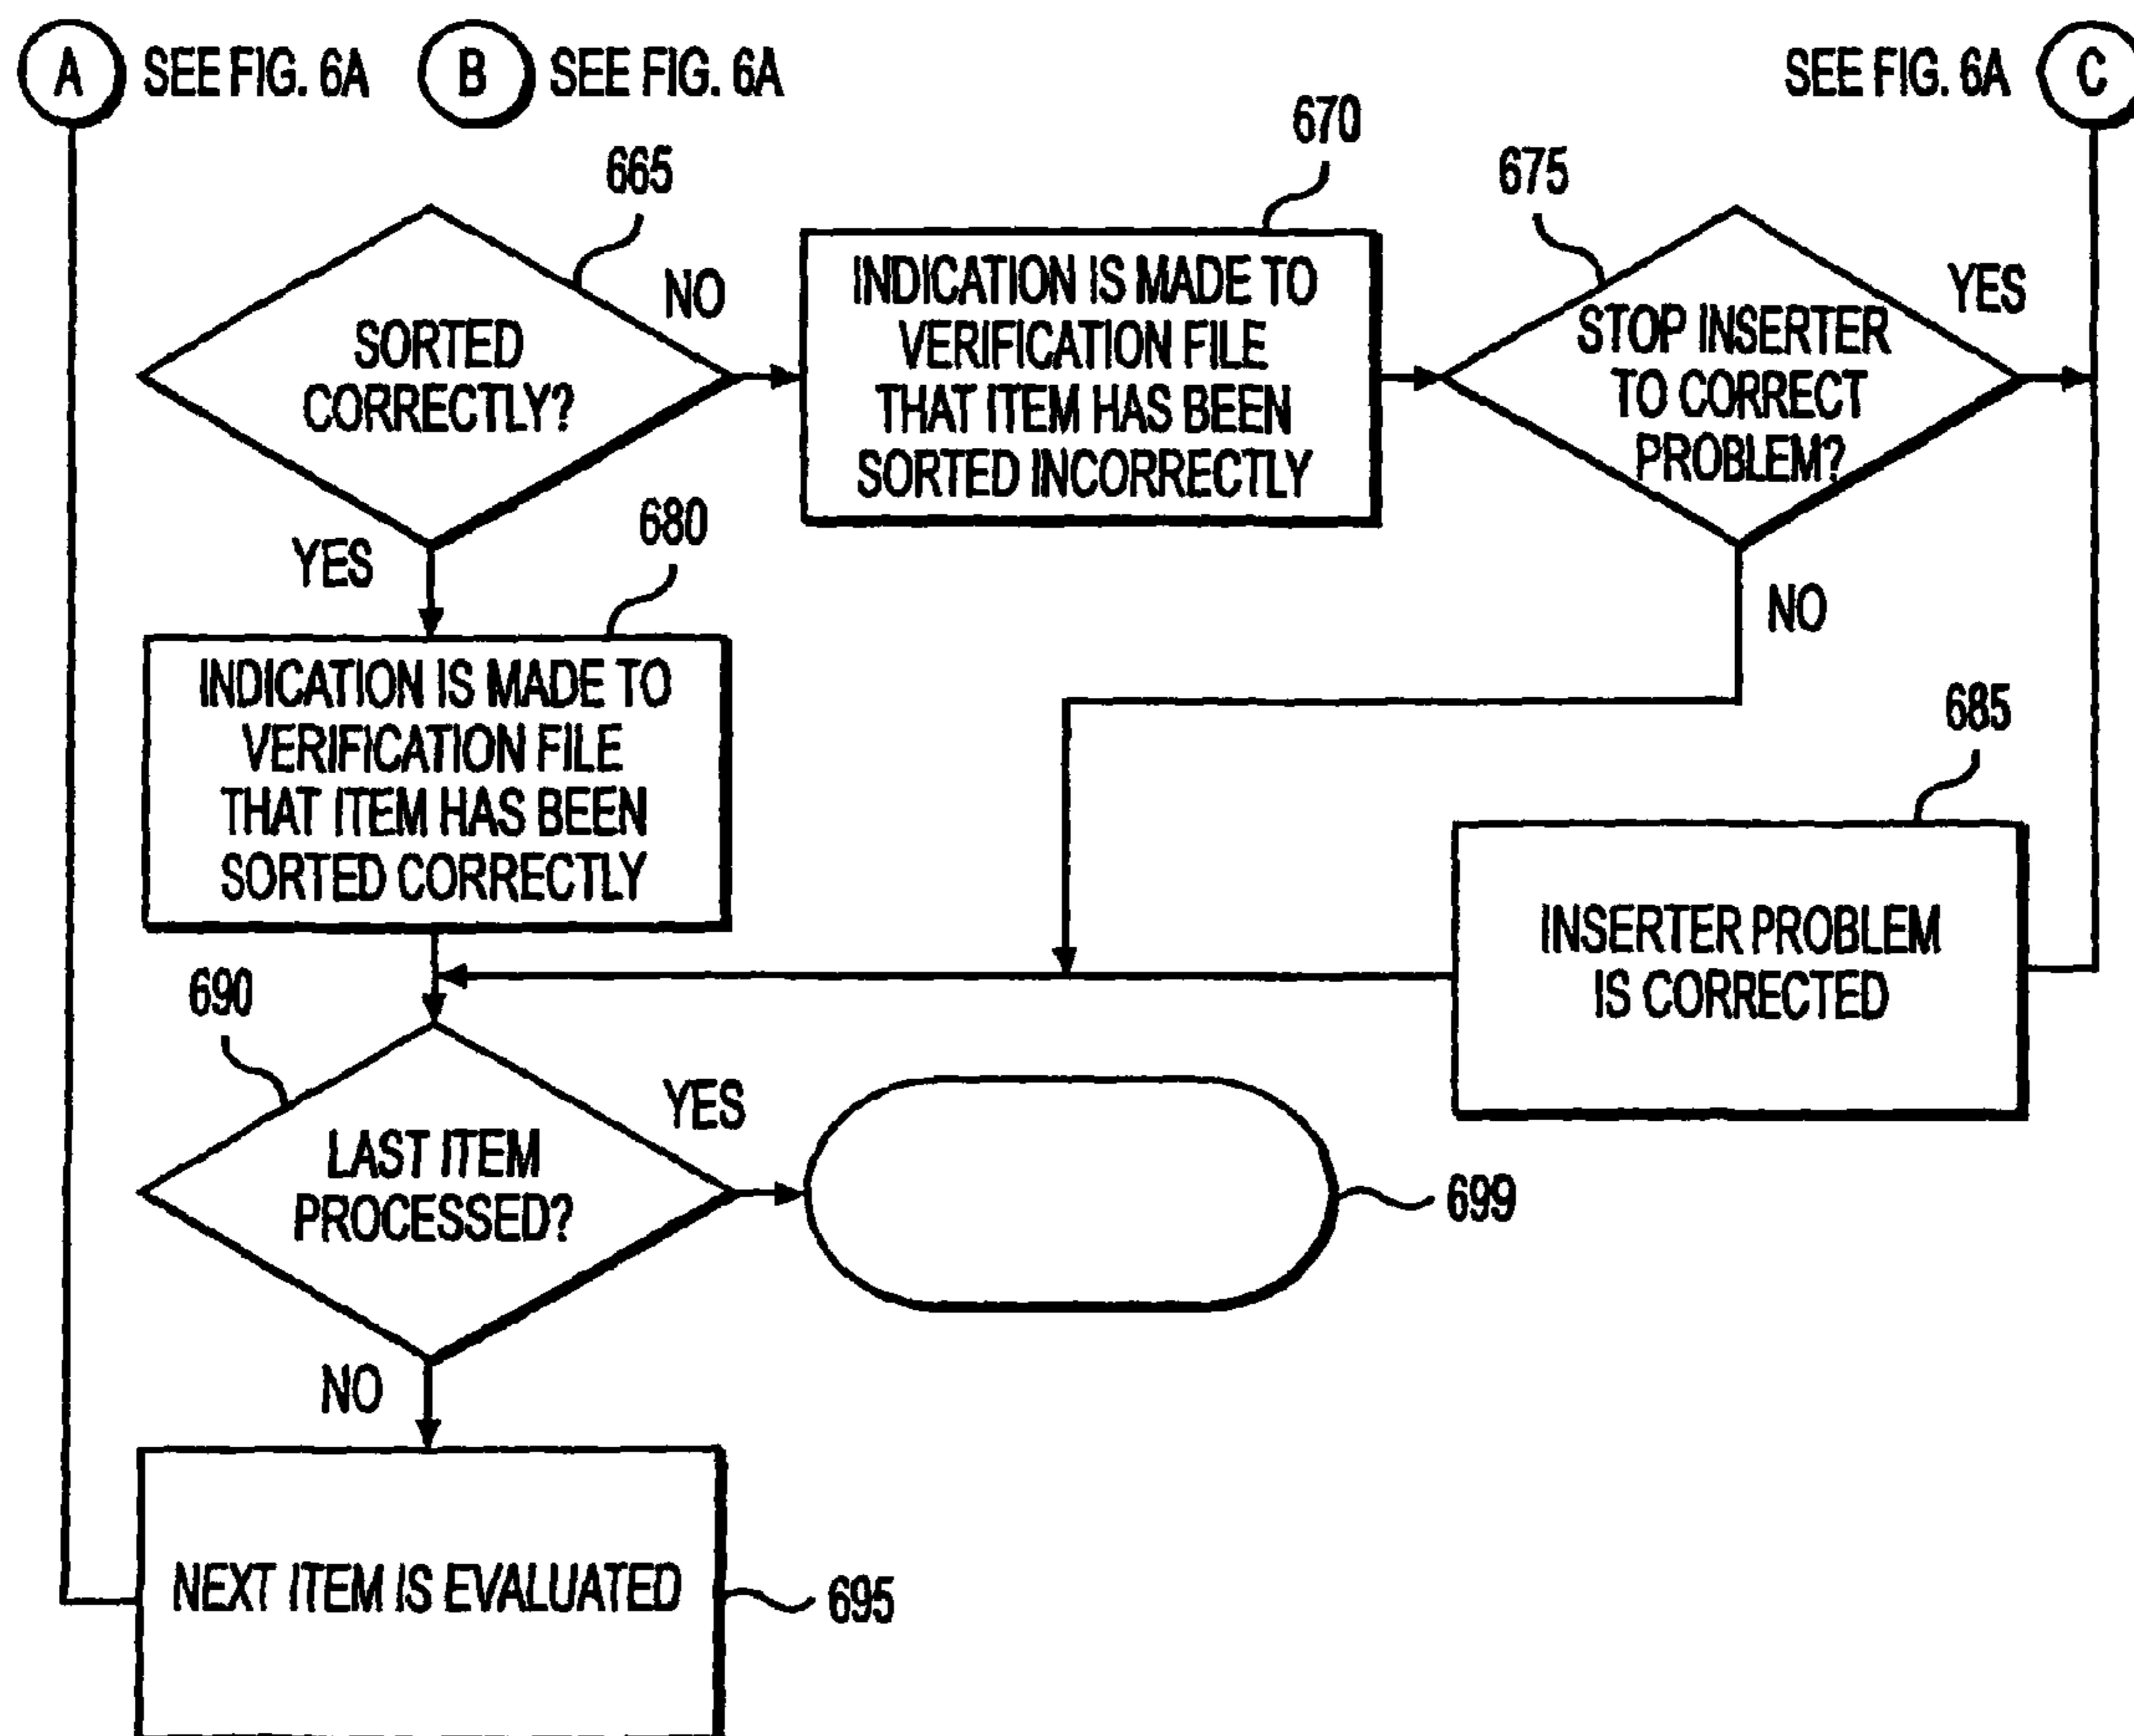 A SEE FIG. 6A B SEE FIG. 6A SEE FIG. 6A C
665
670
675
NO
YES
SORTED
CORRECTLY?
INDICATION IS MADE TO
VERIFICATION FILE
THAT ITEM HAS BEEN
SORTED INCORRECTLY
STOP INSERTER
TO CORRECT
PROBLEM?
YES
680
NO
INDICATION IS MADE TO
VERIFICATION FILE
THAT ITEM HAS BEEN
SORTED CORRECTLY
685
INSERTER PROBLEM
IS CORRECTED
690
YES
LAST ITEM
PROCESSED?
699
NO
NEXT ITEM IS EVALUATED
695